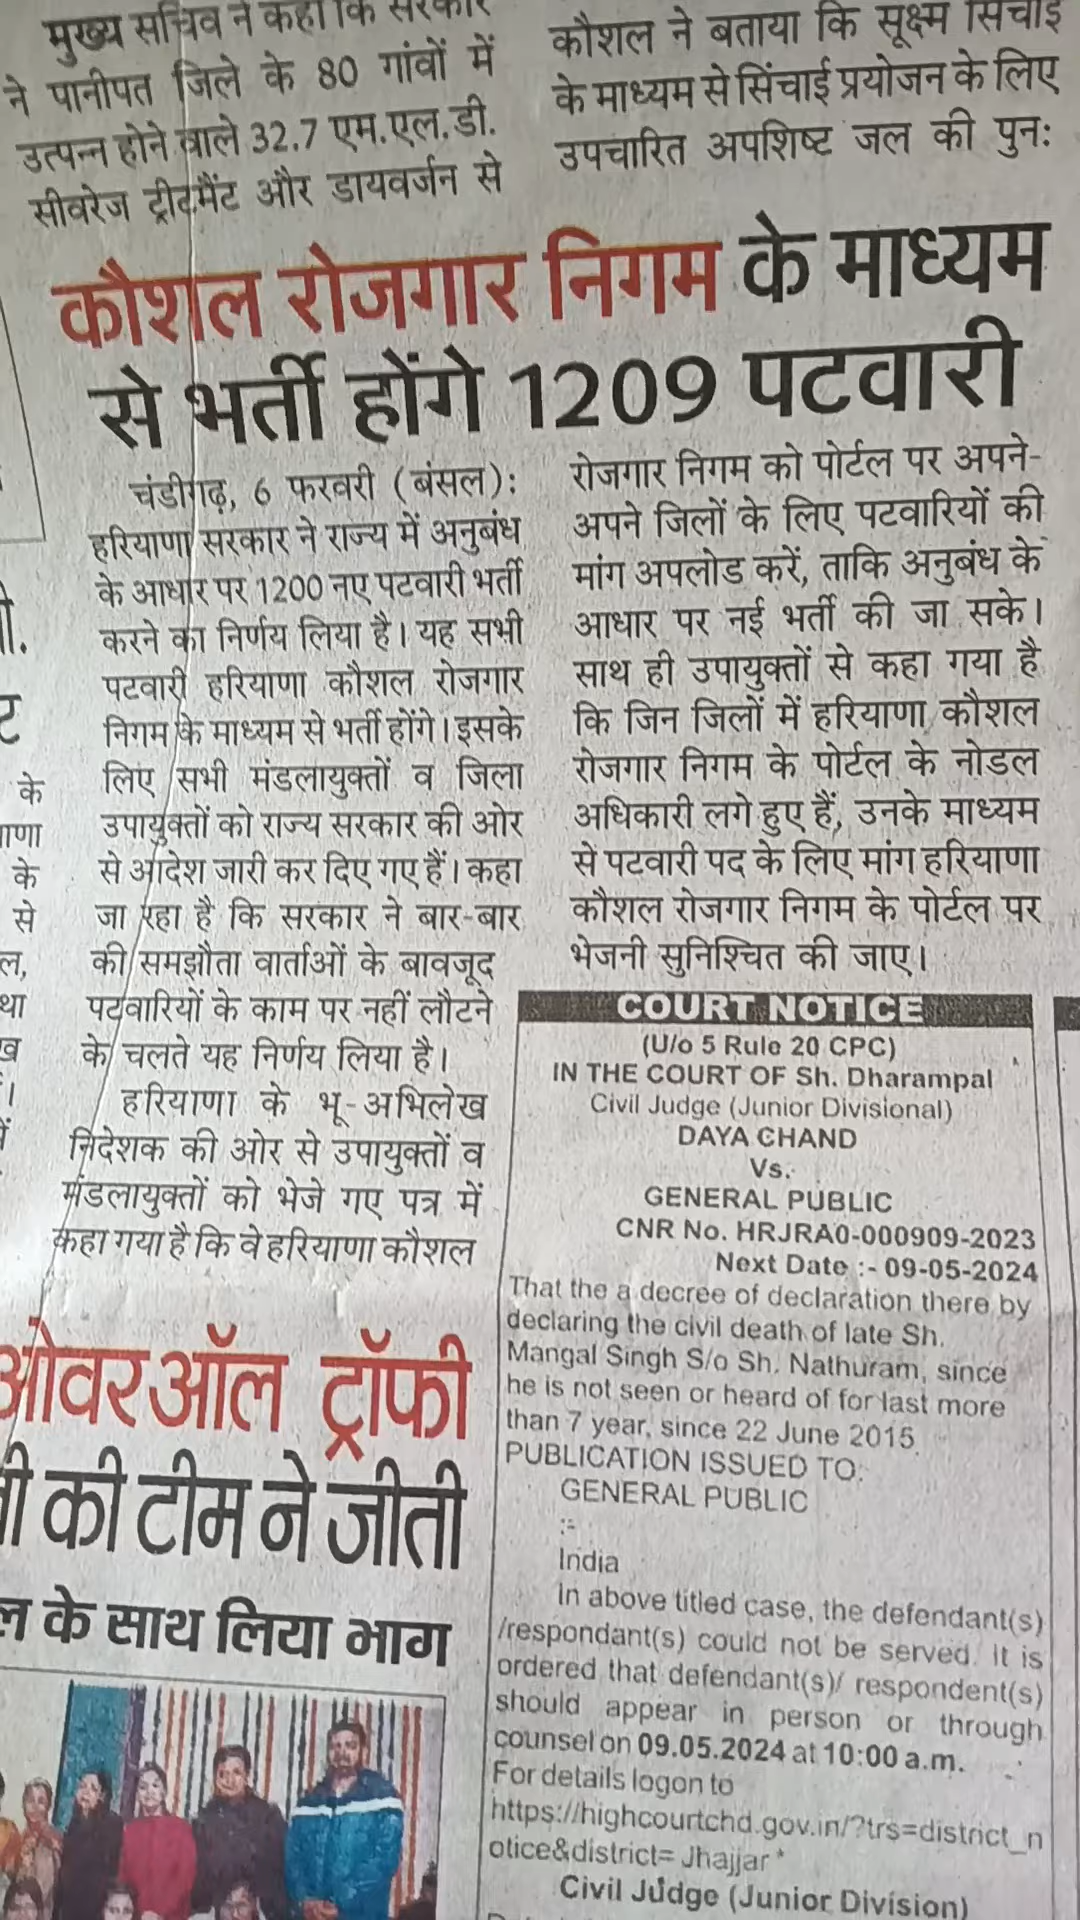 मुख्य सचिव ने कहा कि सरकार
ने पानीपत जिले के 80 गांवों में
उत्पन्न होने वाले 32.7 एम.एल.डी.
सीवरेज ट्रीटमैंट और डायवर्जन से
कौशल ने बताया कि सूक्ष्म सिंचाई
के माध्यम से सिंचाई प्रयोजन के लिए
उपचारित अपशिष्ट जल की पुनः
कौशल रोजगार निगम के माध्यम
से भर्ती होंगे 1209 पटवारी
चंडीगढ़, 6 फरवरी (बंसल):
हरियाणा सरकार ने राज्य में अनुबंध
के आधार पर 1200 नए पटवारी भर्ती
करने का निर्णय लिया है। यह सभी
पटवारी हरियाणा कौशल रोजगार
निगम के माध्यम से भर्ती होंगे। इसके
लिए सभी मंडलायुक्तों व जिला
उपायुक्तों को राज्य सरकार की ओर
से आदेश जारी कर दिए गए हैं। कहा
जा रहा है कि सरकार ने बार-बार
की समझौता वार्ताओं के बावजूद
पटवारियों के काम पर नहीं लौटने
के चलते यह निर्णय लिया है।
हरियाणा के भू-अभिलेख
निदेशक की ओर से उपायुक्तों व
मंडलायुक्तों को भेजे गए पत्र में
कहा गया है कि वे हरियाणा कौशल
रोजगार निगम को पोर्टल पर अपने-
अपने जिलों के लिए पटवारियों की
मांग अपलोड करें, ताकि अनुबंध के
आधार पर नई भर्ती की जा सके।
साथ ही उपायुक्तों से कहा गया है
कि जिन जिलों में हरियाणा कौशल
रोजगार निगम के पोर्टल के नोडल
अधिकारी लगे हुए हैं, उनके माध्यम
से पटवारी पद के लिए मांग हरियाणा
कौशल रोजगार निगम के पोर्टल पर
भेजनी सुनिश्चित की जाए।
COURT NOTICE
(U/o 5 Rule 20 CPC)
IN THE COURT OF Sh. Dharampal
Civil Judge (Junior Divisional)
DAYA CHAND
Vs.
GENERAL PUBLIC
CNR No. HRJRA0-000909-2023
Next Date :- 09-05-2024
That the a decree of declaration there by
declaring the civil death of late Sh.
Mangal Singh S/o Sh. Nathuram, since
he is not seen or heard of for last more
than 7 year, since 22 June 2015.
PUBLICATION ISSUED TO:
GENERAL PUBLIC
:-
India
In above titled case, the defendant(s)
/respondant(s) could not be served. It is
ordered that defendant(s)/ respondent(s)
should appear in person or through
counsel on 09.05.2024 at 10:00 a.m.
For details logon to
https://highcourtchd.gov.in/?trs=district_n
otice&district= Jhajjar
Civil Judge (Junior Division)
ओवरऑल ट्रॉफी
की टीम ने जीती
के साथ लिया भाग
के
के
से